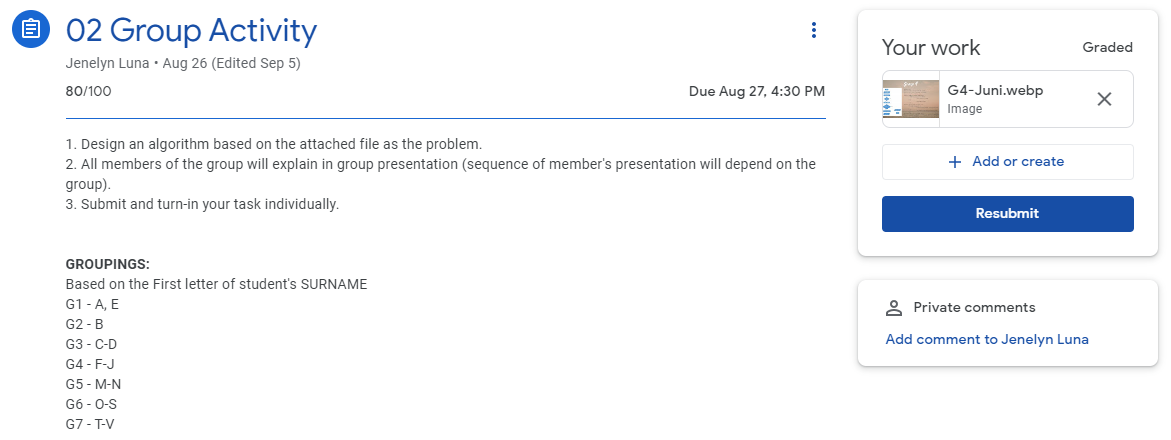 02 Group Activity
Jenelyn Luna • Aug 26 (Edited Sep 5)
80/100
Due Aug 27, 4:30 PM
1. Design an algorithm based on the attached file as the problem.
2. All members of the group will explain in group presentation (sequence of member's presentation will depend on the
group).
3. Submit and turn-in your task individually.
GROUPINGS:
Based on the First letter of student's SURNAME
G1 - A, E
G2 - B
G3 - C-D
G4 - F-J
G5 - M-N
G6 - O-S
G7 - T-V
Your work
Graded
G4-Juni.webp
Image
+ Add or create
Resubmit
Private comments
Add comment to Jenelyn Luna